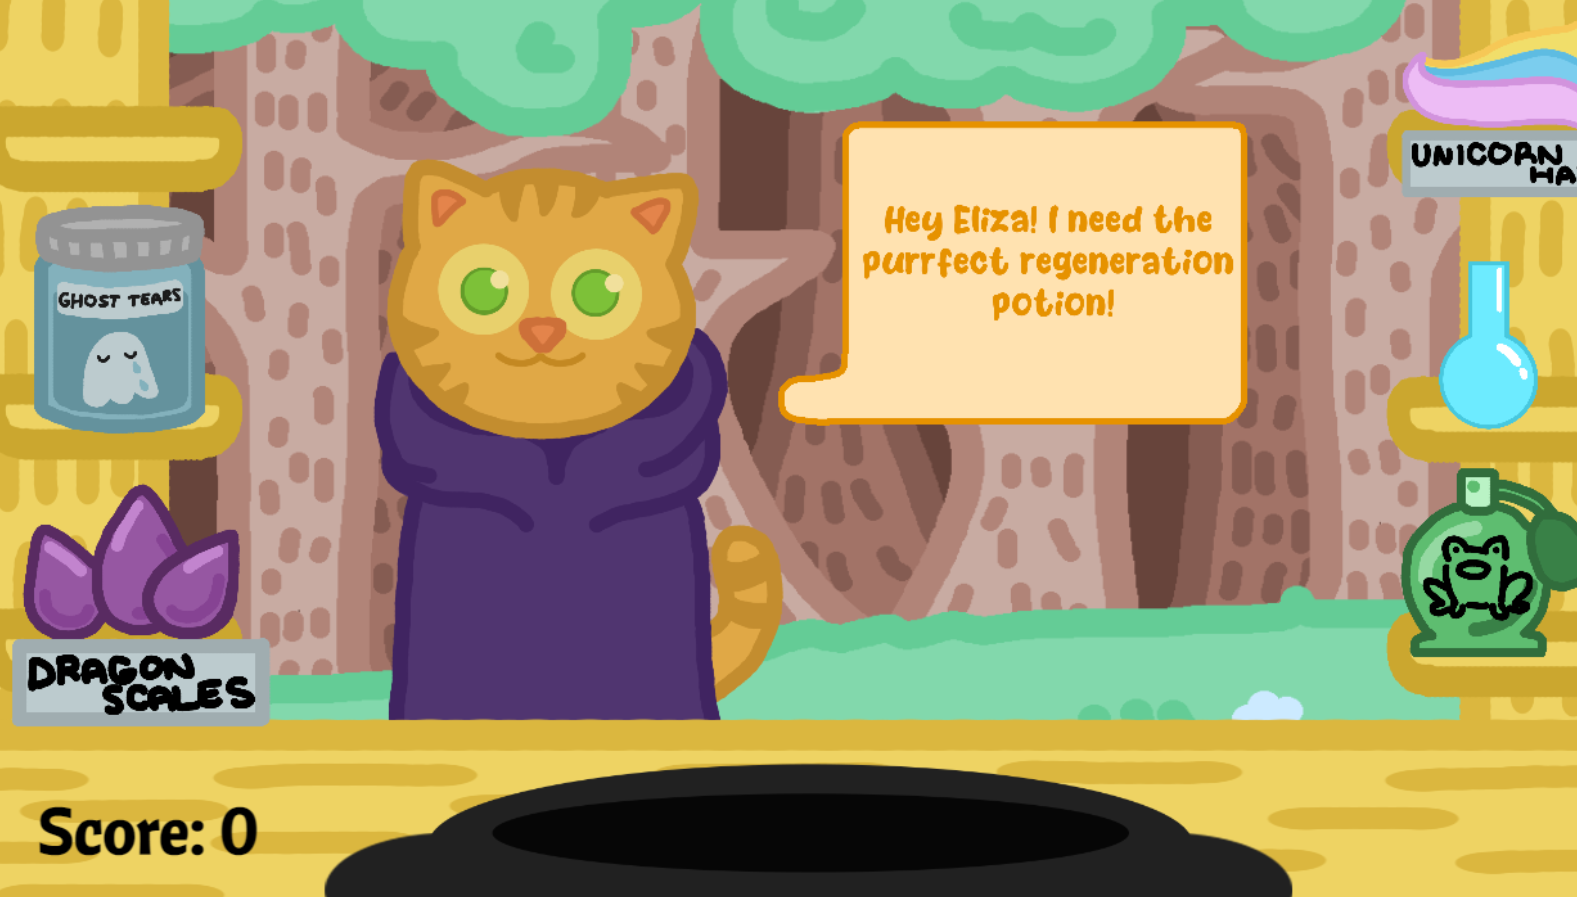 GHOST TEARS
DRAGON
SCALES
Hey Eliza! I need the
purrfect regeneration
potion!
UNICORN
Score: 0